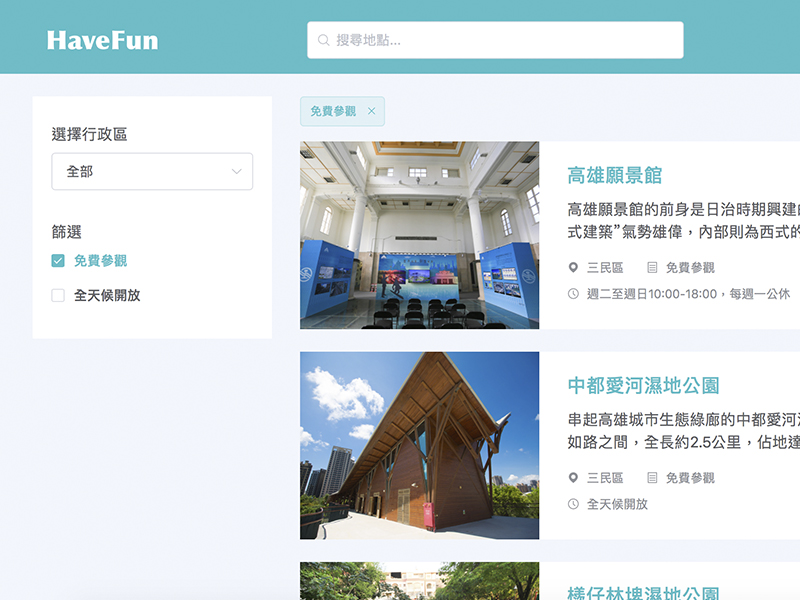 HaveFun
搜尋地點...
選擇行政區
全部
篩選
免費參觀
全天候開放
免費參觀
高雄願景館
高雄願景館的前身是日治時期興建
式建築”氣勢雄偉，內部則為西式的
三民區 免費參觀
週二至週日10:00-18:00，每週一公休
中都愛河濕地公園
串起高雄城市生態綠廊的中都愛河
如路之間，全長約2.5公里，佔地達
三民區 免費參觀
全天候開放
檨仔林埤濕地公園